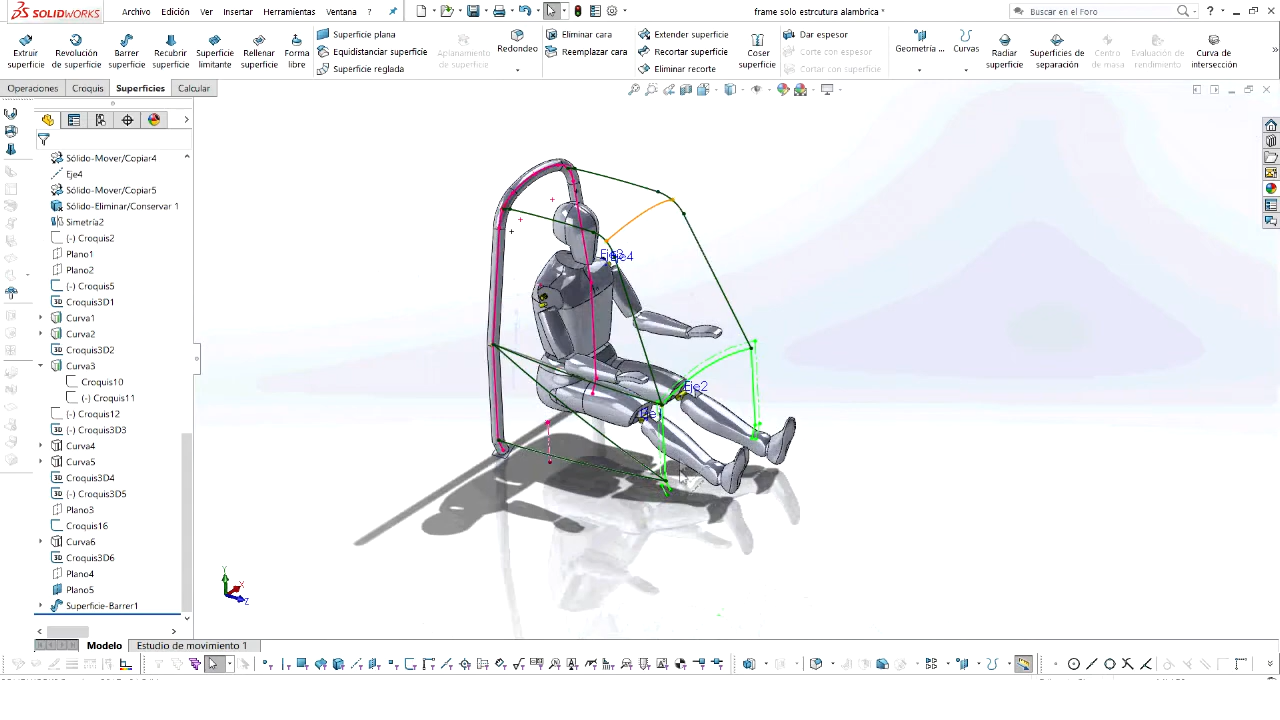 SOLIDWORKS
Archivo Edición Ver Insertar Herramientas Ventana ?
frame solo estrcutura alambrica *
Buscar en el Foro
Extruir superficie
Revolución de superficie
Barrer superficie
Recubrir superficie
Superficie limitante
Rellenar superficie
Forma libre
Superficie plana
Equidistanciar superficie
Superficie reglada
Aplanamiento de superficie
Redondeo
Eliminar cara
Reemplazar cara
Extender superficie
Recortar superficie
Eliminar recorte
Coser superficie
Dar espesor
Corte con espesor
Cortar con superficie
Geometría ...
Curvas
Radiar superficie
Superficies de separación
Centro de masa
Evaluación de rendimiento
Curva de intersección
Operaciones Croquis Superficies Calcular
Sólido-Mover/Copiar4
Eje4
Sólido-Mover/Copiar5
Sólido-Eliminar/Conservar 1
Simetría2
(-) Croquis2
Plano1
Plano2
(-) Croquis5
Croquis3D1
Curva1
Curva2
Croquis3D2
Curva3
Croquis10
(-) Croquis11
(-) Croquis12
(-) Croquis3D3
Curva4
Curva5
Croquis3D4
(-) Croquis3D5
Plano3
Croquis16
Curva6
Croquis3D6
Plano4
Plano5
Superficie-Barrer1
Eje4
Eje2
Y
X
Z
Modelo Estudio de movimiento 1